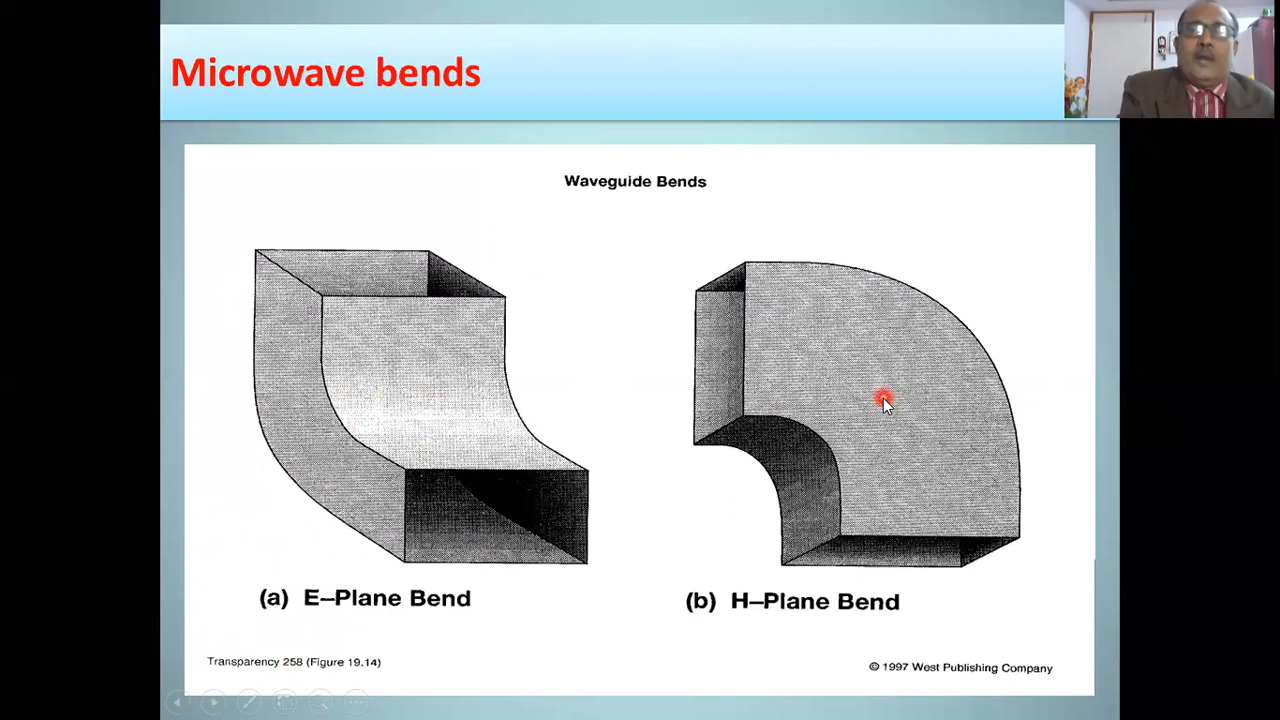 Microwave bends
Waveguide Bends
(a) E–Plane Bend
(b) H–Plane Bend
Transparency 258 (Figure 19.14)
© 1997 West Publishing Company